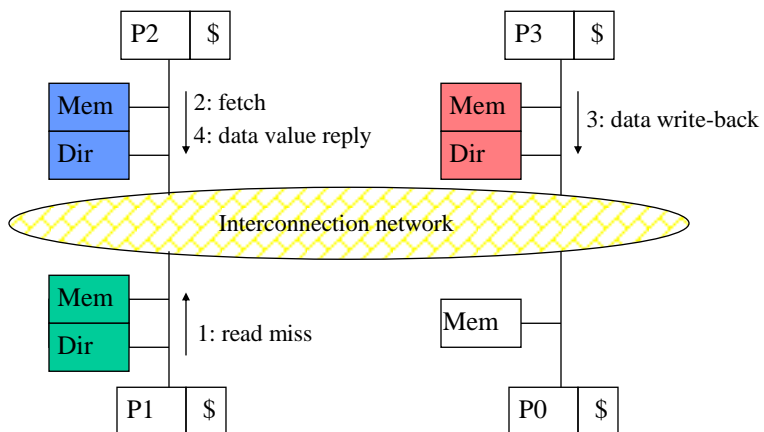 P2 $
P3 $
Mem
Dir
2: fetch
4: data value reply
Mem
Dir
3: data write-back
Interconnection network
Mem
Dir
1: read miss
Mem
P1 $
P0 $